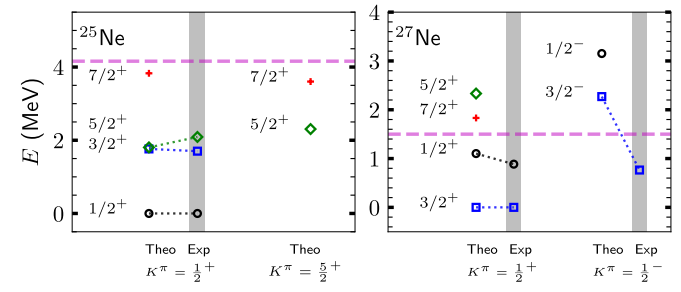 ²⁵Ne
7/2⁺
7/2⁺
4
5/2⁺
5/2⁺
3/2⁺
2
1/2⁺
0
E (MeV)
Theo Exp Theo
K^π = 1/2⁺ K^π = 5/2⁺
4
²⁷Ne
1/2⁻
3
5/2⁺
3/2⁻
7/2⁺
2
1/2⁺
1
3/2⁺
0
Theo Exp Theo Exp
K^π = 1/2⁺ K^π = 1/2⁻